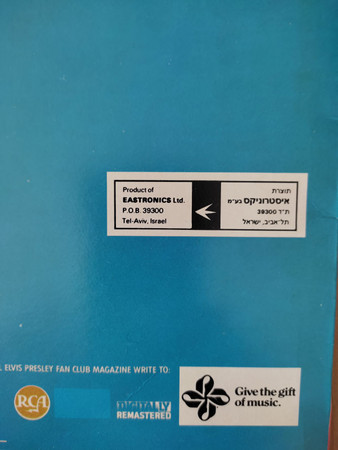 Product of
EASTRONICS Ltd.
P.O.B. 39300
Tel-Aviv, Israel
תוצרת
איסטרוניקס בע"מ
ת"ד 39300
תל-אביב, ישראל
ELVIS PRESLEY FAN CLUB MAGAZINE WRITE TO:
RCA
DIGITALLY
REMASTERED
Give the gift
of music.